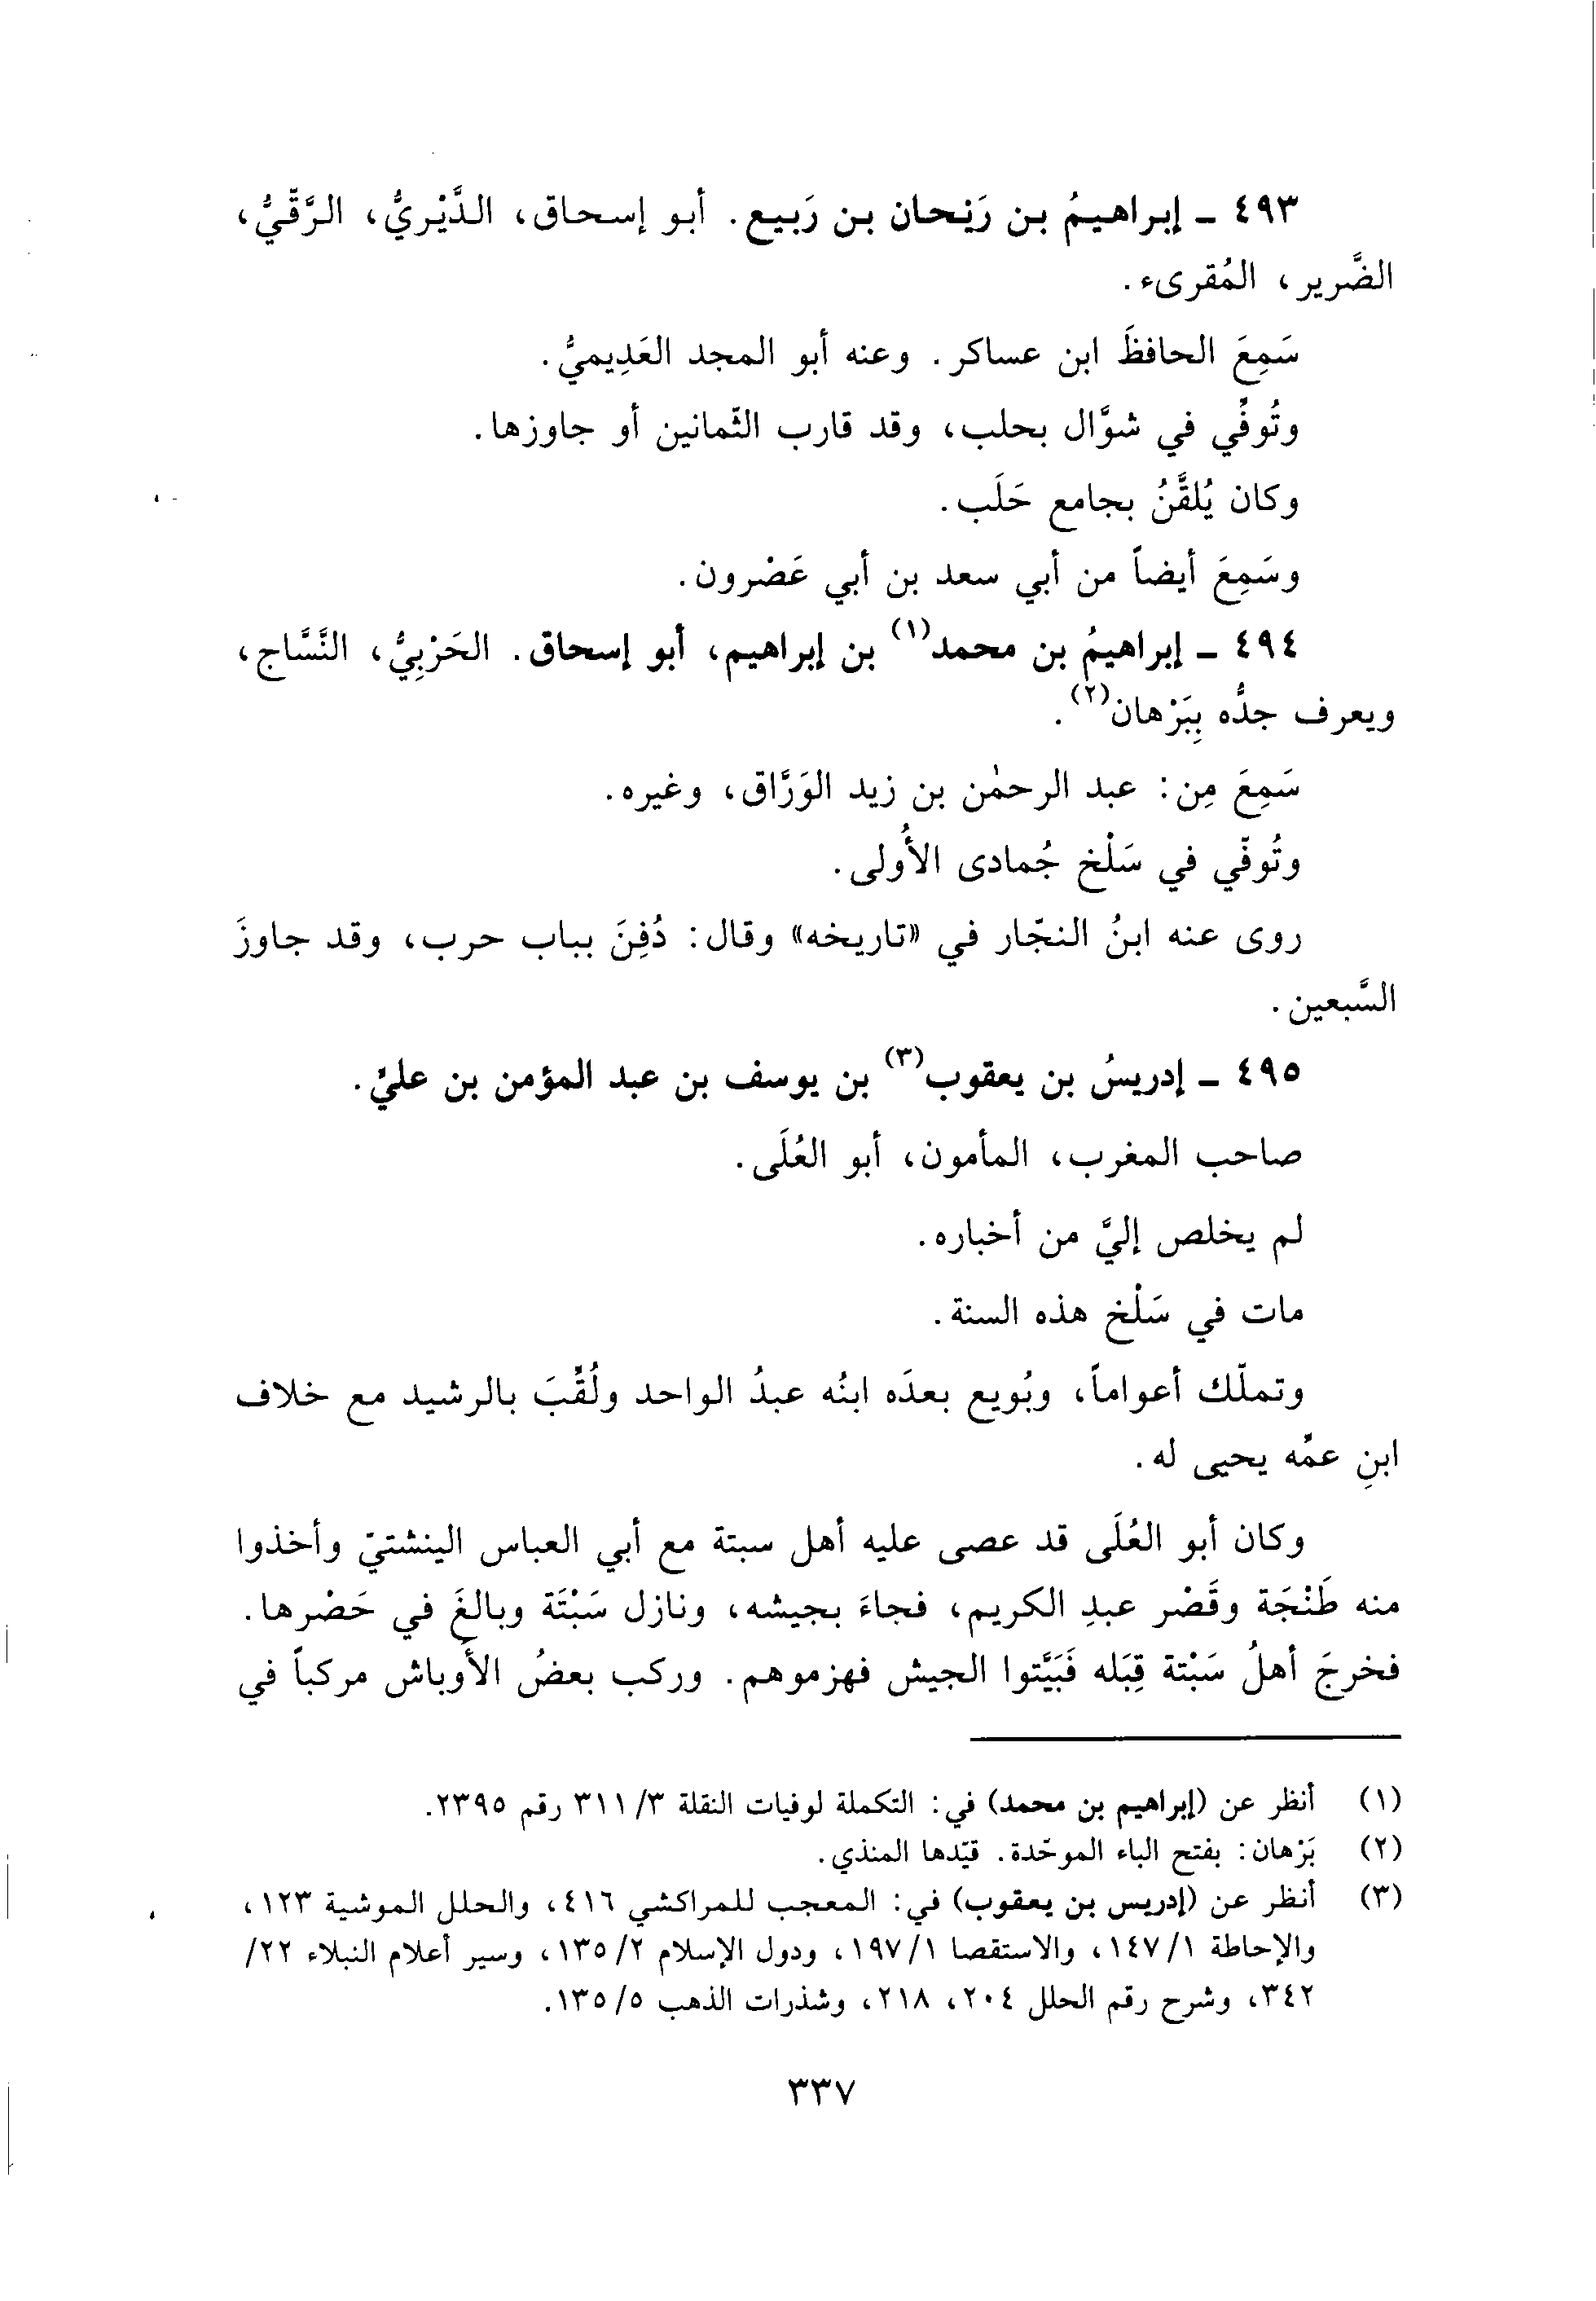 ٤٩٣ ـ إبراهيمُ بن رَيْحان بن رَبيع. أبو إسحاق، الدَّيْريُّ، الرَّقّيُّ،
الضَّرير، المُقرىء.
سَمِعَ الحافظَ ابن عساكر. وعنه أبو المجد العَدِيميُّ.
وتُوفِّي في شوَّال بحلب، وقد قارب الثّمانين أو جاوزها.
وكان يُلقَّنُ بجامع حَلَب.
وسَمِعَ أيضاً من أبي سعد بن أبي عَصْرون.
٤٩٤ ـ إبراهيمُ بن محمد(١) بن إبراهيم، أبو إسحاق. الحَرْبِيُّ، النَّسَّاج،
ويعرف جدُّه بِبَرْهان(٢).
سَمِعَ مِن: عبد الرحمٰن بن زيد الوَرَّاق، وغيره.
وتُوفّي في سَلْخ جُمادى الأُولى.
روى عنه ابنُ النجّار في «تاريخه» وقال: دُفِنَ بباب حرب، وقد جاوزَ
السَّبعين.
٤٩٥ ـ إدريسُ بن يعقوب(٣) بن يوسف بن عبد المؤمن بن عليّ.
صاحب المغرب، المأمون، أبو العُلَى.
لم يخلص إليَّ من أخباره.
مات في سَلْخ هذه السنة.
وتملّك أعواماً، وبُويع بعدَه ابنُه عبدُ الواحد ولُقِّبَ بالرشيد مع خلاف
ابنِ عمِّه يحيى له.
وكان أبو العُلَى قد عصى عليه أهل سبتة مع أبي العباس الينشتيّ وأخذوا
منه طَنْجَة وقَصْر عبدِ الكريم، فجاءَ بجيشه، ونازل سَبْتَة وبالغَ في حَصْرها.
فخرجَ أهلُ سَبْتة قِبَله فَبَيَّتوا الجيش فهزموهم. وركب بعضُ الأَوباش مركباً في
(١) أنظر عن (إبراهيم بن محمد) في: التكملة لوفيات النقلة ٣/ ٣١١ رقم ٢٣٩٥.
(٢) بَرْهان: بفتح الباء الموحّدة. قيّدها المنذي.
(٣) أنظر عن (إدريس بن يعقوب) في: المعجب للمراكشي ٤١٦، والحلل الموشية ١٢٣،
والإحاطة ١/ ١٤٧، والاستقصا ١/ ١٩٧، ودول الإسلام ٢/ ١٣٥، وسير أعلام النبلاء ٢٢/
٣٤٢، وشرح رقم الحلل ٢٠٤، ٢١٨، وشذرات الذهب ٥/ ١٣٥.
٣٣٧